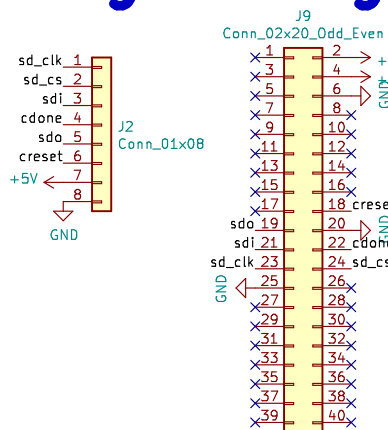 J9
Conn_02x20_Odd_Even
1 2 +
3 4 +
5 6 GND
7 8
9 10
11 12
13 14
15 16
17 18 crese
sdo 19 20 GND
sdi 21 22 cdon
sd_clk 23 24 sd_cs
GND 25 26
27 28
29 30
31 32
33 34
35 36
37 38
39 40
sd_clk 1
sd_cs 2
sdi 3
cdone 4
sdo 5
creset 6
+5V 7
8
GND
J2
Conn_01x08